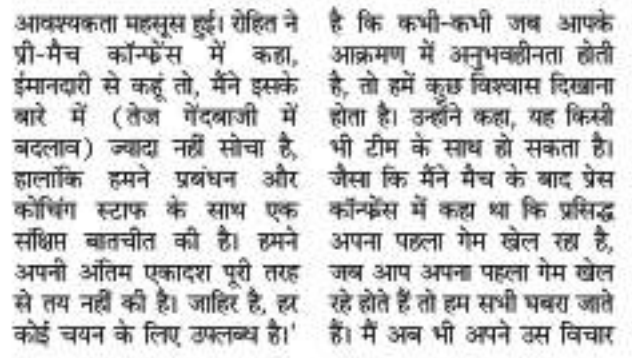 आवश्यकता महसूस हुई। रोहित ने
प्री-मैच कॉन्फ्रेंस में कहा,
ईमानदारी से कहूं तो, मैंने इसके
बारे में (तेज गेंदबाजी में
बदलाव) ज्यादा नहीं सोचा है,
हालांकि हमने प्रबंधन और
कोचिंग स्टाफ के साथ एक
संक्षिप्त बातचीत की है। हमने
अपनी अंतिम एकादश पूरी तरह
से तय नहीं की है। जाहिर है, हर
कोई चयन के लिए उपलब्ध है।'
है कि कभी-कभी जब आपके
आक्रमण में अनुभवहीनता होती
है, तो हमें कुछ विश्वास दिखाना
होता है। उन्होंने कहा, यह किसी
भी टीम के साथ हो सकता है।
जैसा कि मैंने मैच के बाद प्रेस
कॉन्फ्रेंस में कहा था कि प्रसिद्ध
अपना पहला गेम खेल रहा है,
जब आप अपना पहला गेम खेल
रहे होते हैं तो हम सभी घबरा जाते
हैं। मैं अब भी अपने उस विचार